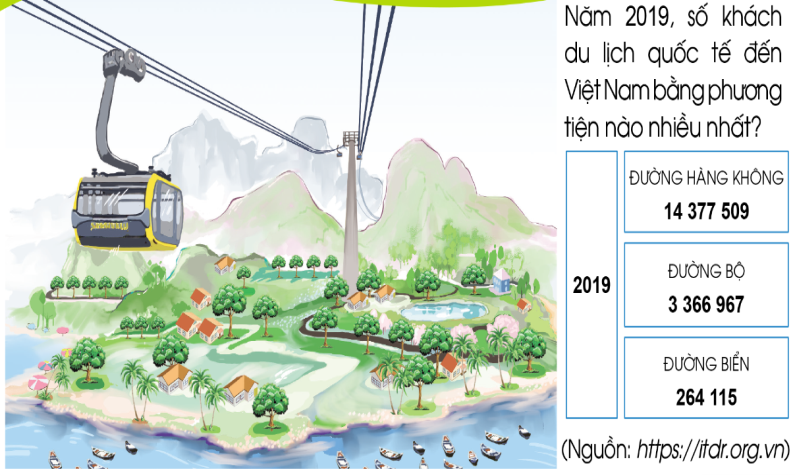 Năm 2019, số khách
du lịch quốc tế đến
Việt Nam bằng phương
tiện nào nhiều nhất?
2019
ĐƯỜNG HÀNG KHÔNG
14 377 509
ĐƯỜNG BỘ
3 366 967
ĐƯỜNG BIỂN
264 115
(Nguồn: https://itdr.org.vn)